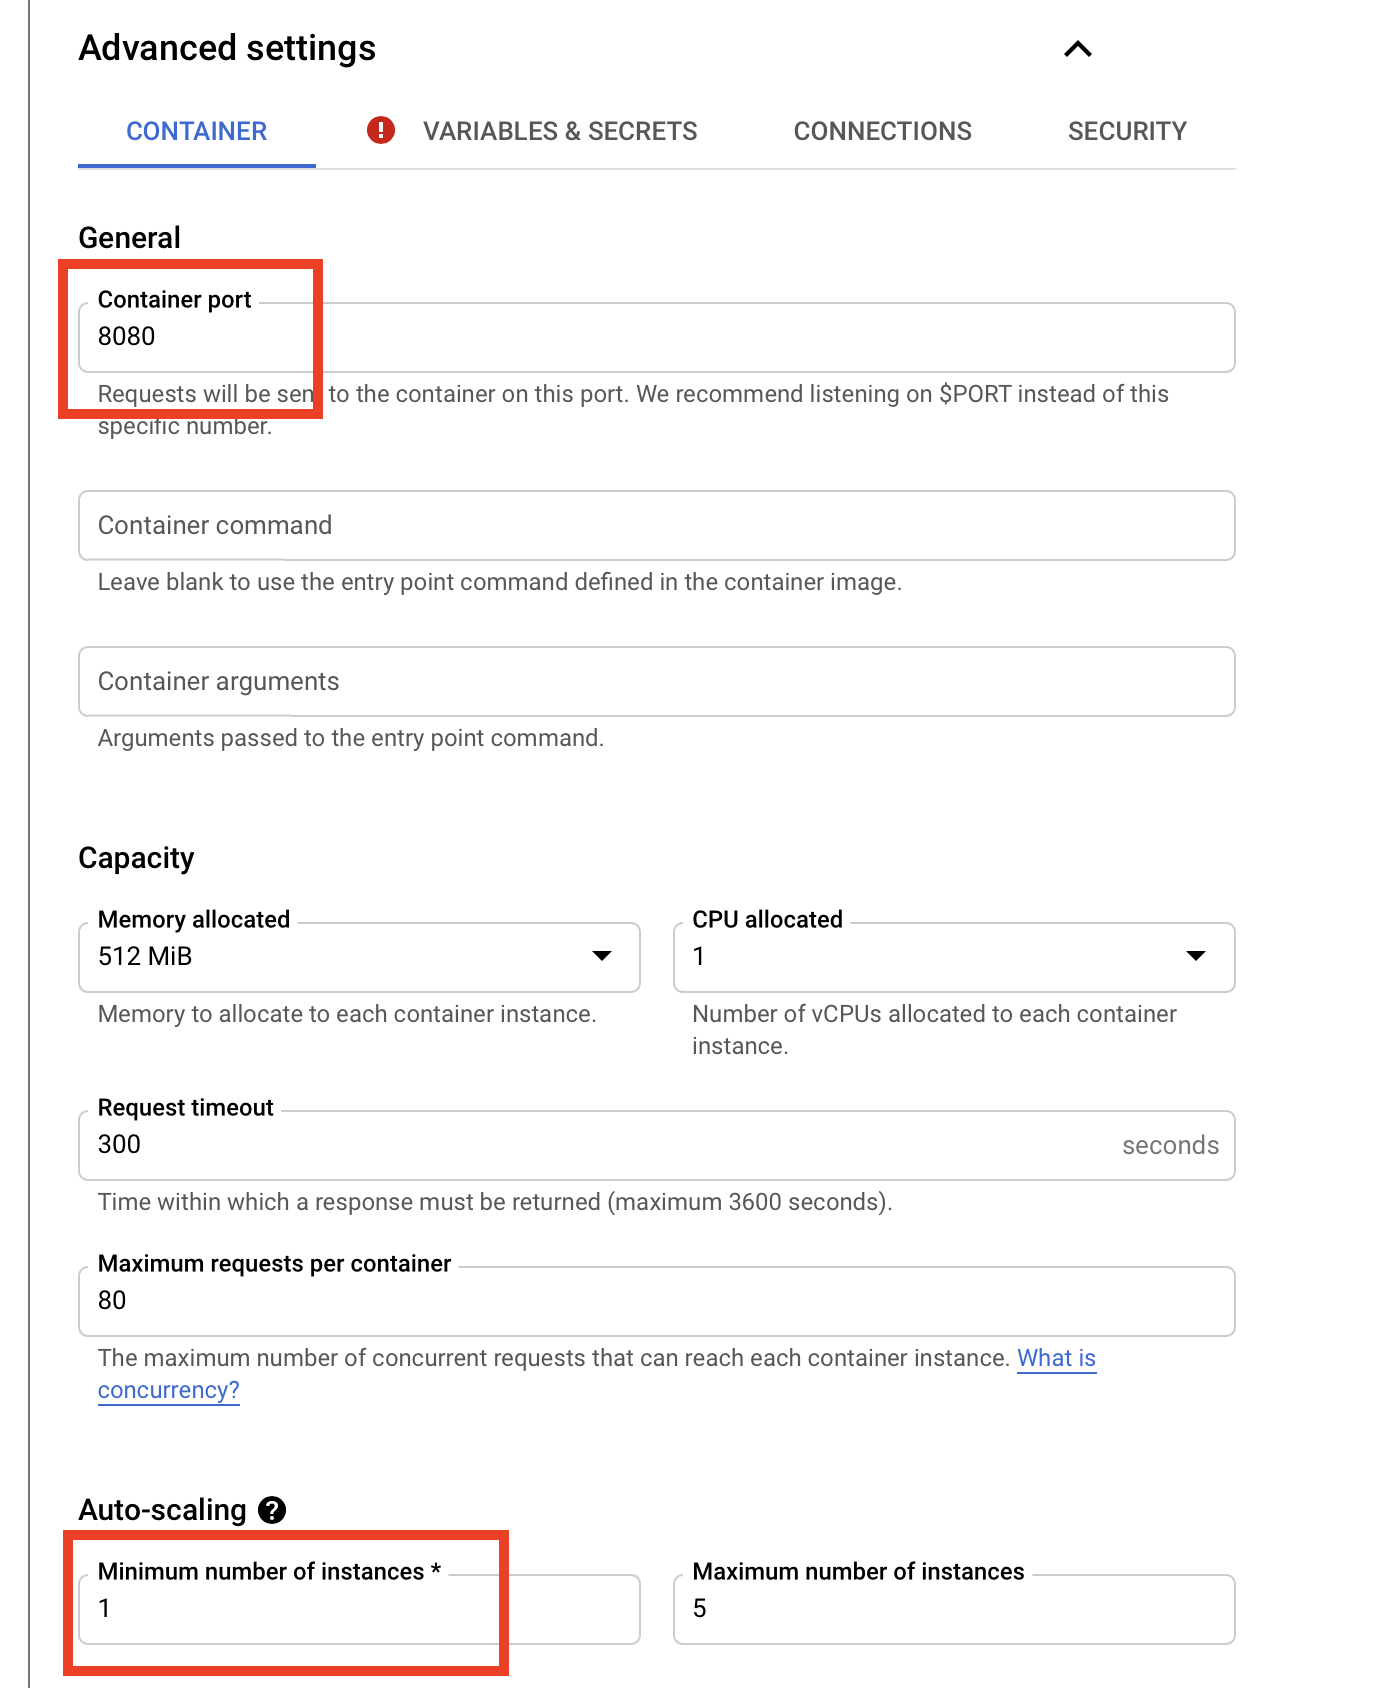 Advanced settings
CONTAINER
VARIABLES & SECRETS
CONNECTIONS
SECURITY
General
Container port
8080
Requests will be sen to the container on this port. We recommend listening on $PORT instead of this
specific number.
Container command
Leave blank to use the entry point command defined in the container image.
Container arguments
Arguments passed to the entry point command.
Capacity
Memory allocated
512 MiB
Memory to allocate to each container instance.
CPU allocated
1
Number of vCPUs allocated to each container
instance.
Request timeout
300
seconds
Time within which a response must be returned (maximum 3600 seconds).
Maximum requests per container
80
The maximum number of concurrent requests that can reach each container instance. What is
concurrency?
Auto-scaling
Minimum number of instances *
1
Maximum number of instances
5